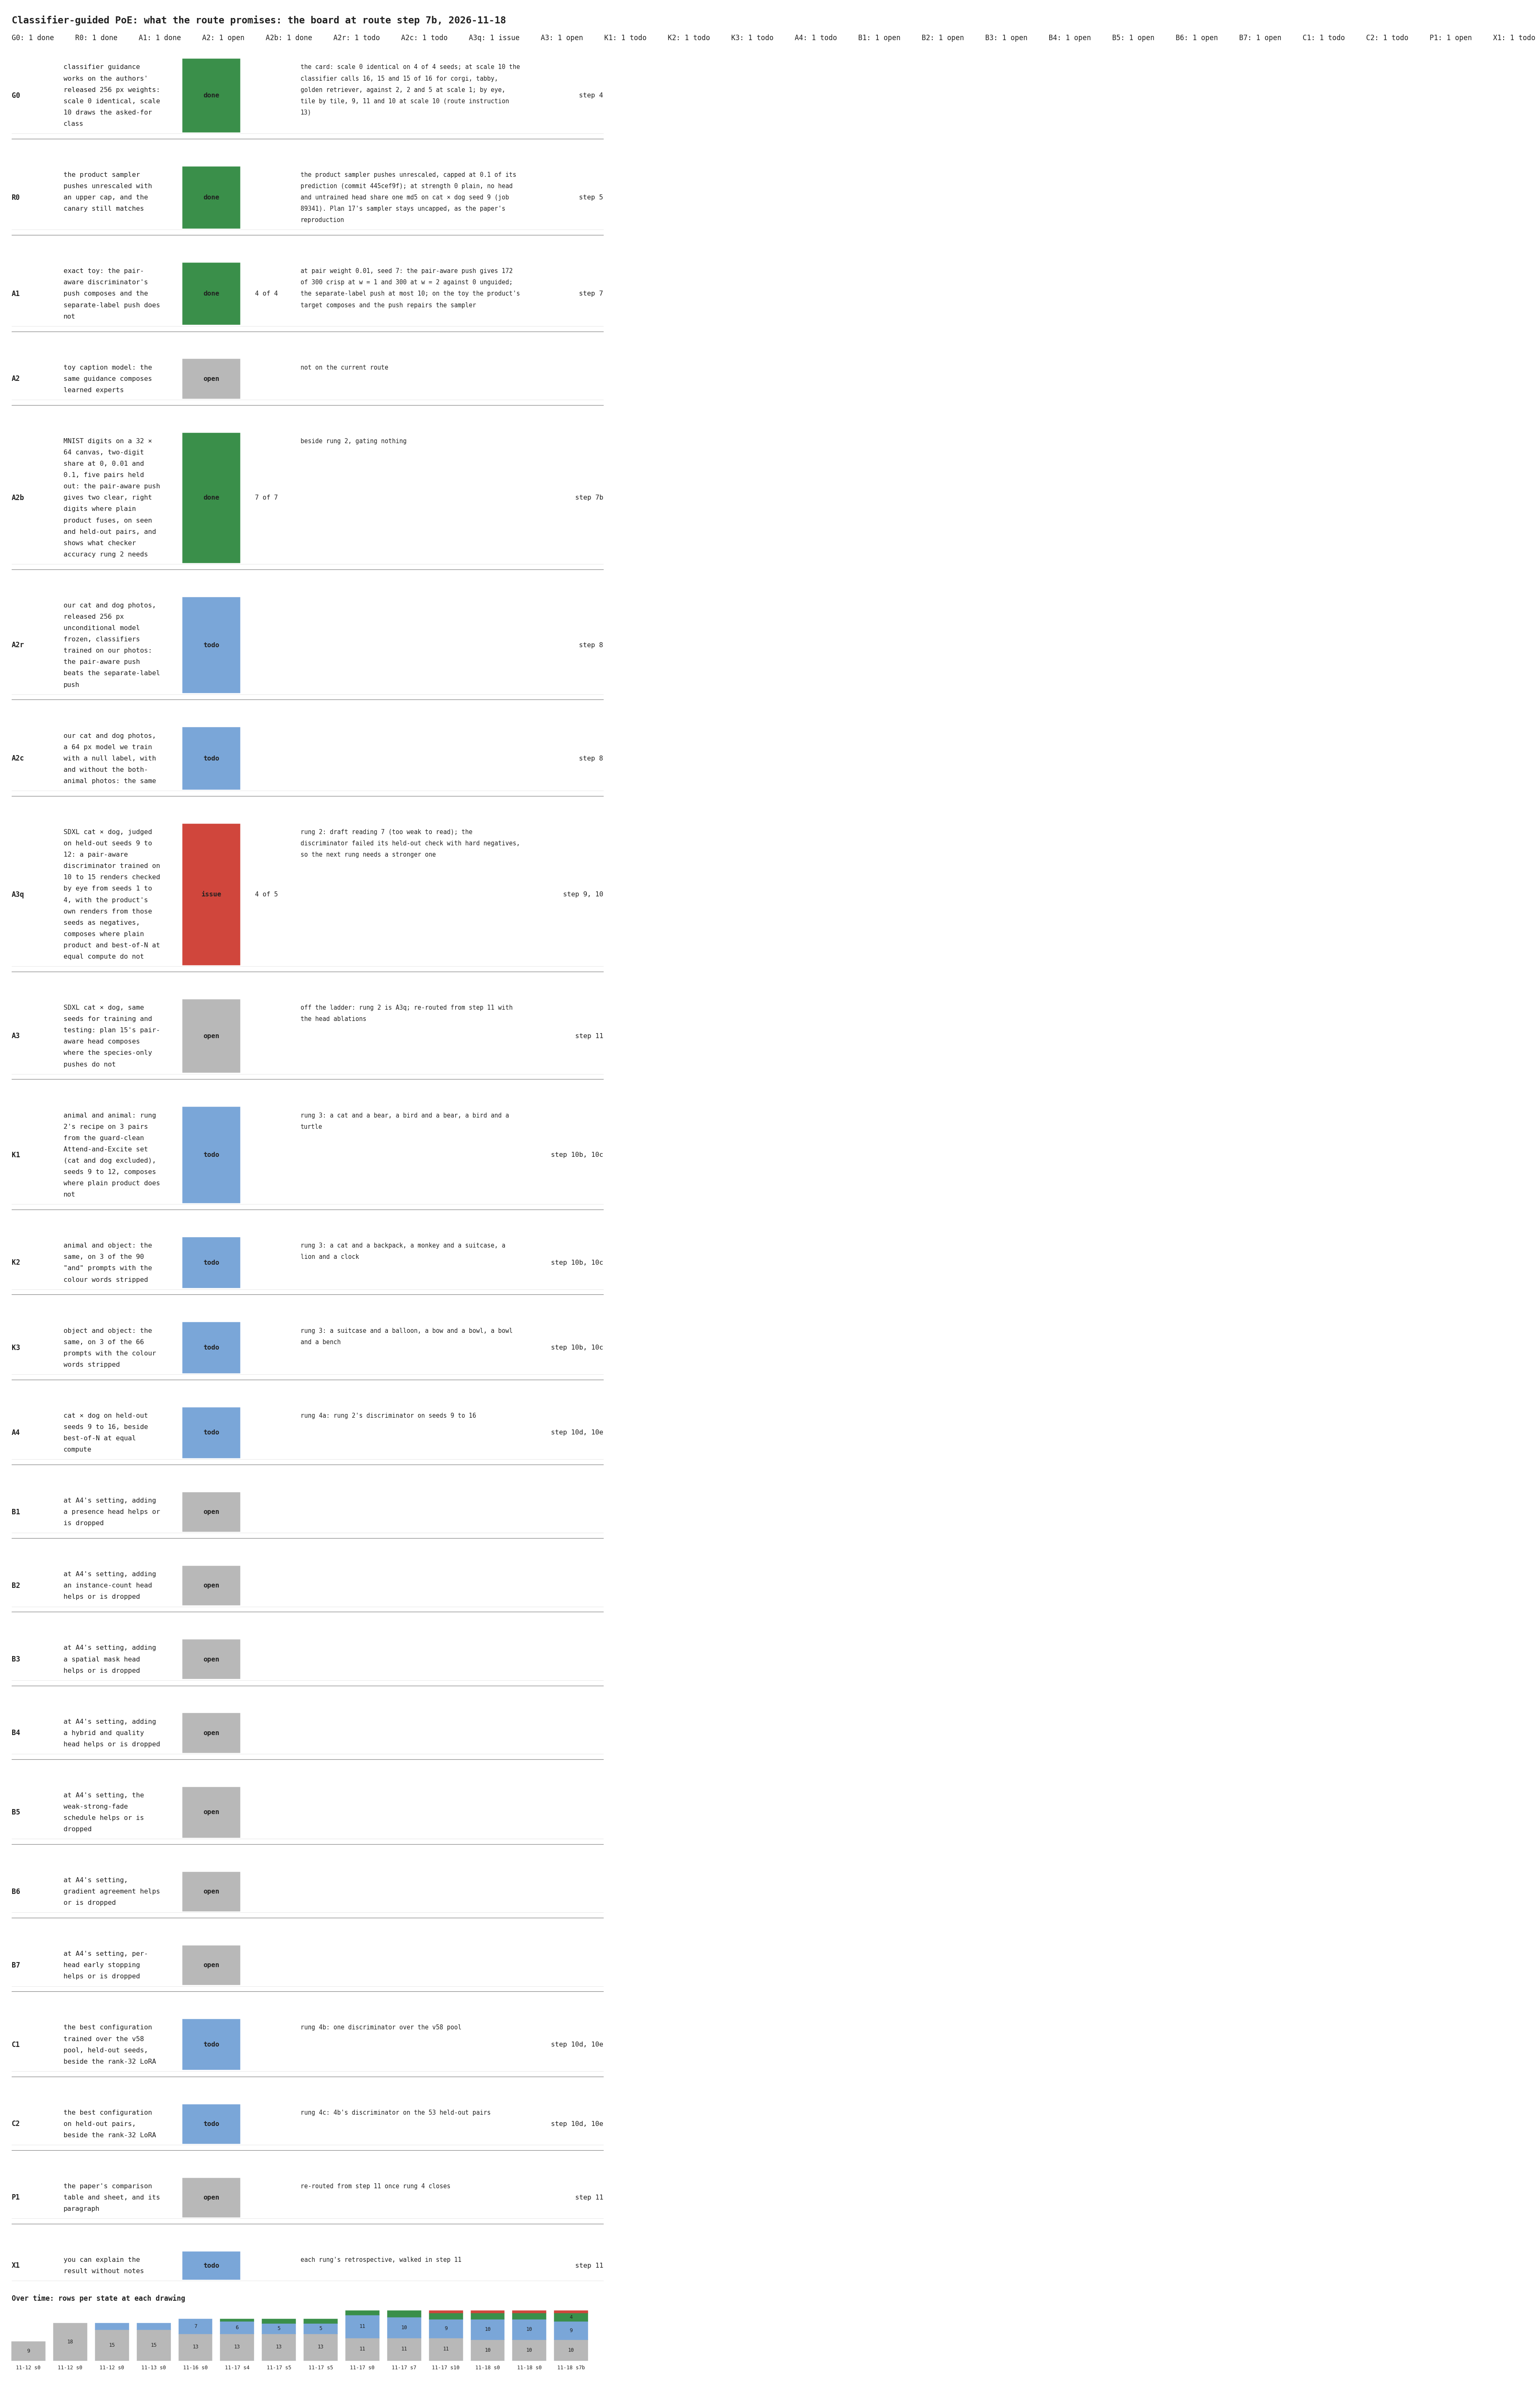 Classifier-guided PoE: what the route promises: the board at route step 7b, 2026-11-18
G0: 1 done R0: 1 done A1: 1 done A2: 1 open A2b: 1 done A2r: 1 todo A2c: 1 todo A3q: 1 issue A3: 1 open K1: 1 todo K2: 1 todo K3: 1 todo A4: 1 todo B1: 1 open B2: 1 open B3: 1 open B4: 1 open B5: 1 open B6: 1 open B7: 1 open C1: 1 todo C2: 1 todo P1: 1 open X1: 1 todo
G0
classifier guidance
works on the authors'
released 256 px weights:
scale 0 identical, scale
10 draws the asked-for
class
done
the card: scale 0 identical on 4 of 4 seeds; at scale 10 the
classifier calls 16, 15 and 15 of 16 for corgi, tabby,
golden retriever, against 2, 2 and 5 at scale 1; by eye,
tile by tile, 9, 11 and 10 at scale 10 (route instruction
13)
step 4
R0
the product sampler
pushes unrescaled with
an upper cap, and the
canary still matches
done
the product sampler pushes unrescaled, capped at 0.1 of its
prediction (commit 445cef9f); at strength 0 plain, no head
and untrained head share one md5 on cat × dog seed 9 (job
89341). Plan 17's sampler stays uncapped, as the paper's
reproduction
step 5
A1
exact toy: the pair-
aware discriminator's
push composes and the
separate-label push does
not
done
4 of 4
at pair weight 0.01, seed 7: the pair-aware push gives 172
of 300 crisp at w = 1 and 300 at w = 2 against 0 unguided;
the separate-label push at most 10; on the toy the product's
target composes and the push repairs the sampler
step 7
A2
toy caption model: the
same guidance composes
learned experts
open
not on the current route
A2b
MNIST digits on a 32 ×
64 canvas, two-digit
share at 0, 0.01 and
0.1, five pairs held
out: the pair-aware push
gives two clear, right
digits where plain
product fuses, on seen
and held-out pairs, and
shows what checker
accuracy rung 2 needs
done
7 of 7
beside rung 2, gating nothing
step 7b
A2r
our cat and dog photos,
released 256 px
unconditional model
frozen, classifiers
trained on our photos:
the pair-aware push
beats the separate-label
push
todo
step 8
A2c
our cat and dog photos,
a 64 px model we train
with a null label, with
and without the both-
animal photos: the same
todo
step 8
A3q
SDXL cat × dog, judged
on held-out seeds 9 to
12: a pair-aware
discriminator trained on
10 to 15 renders checked
by eye from seeds 1 to
4, with the product's
own renders from those
seeds as negatives,
composes where plain
product and best-of-N at
equal compute do not
issue
4 of 5
rung 2: draft reading 7 (too weak to read); the
discriminator failed its held-out check with hard negatives,
so the next rung needs a stronger one
step 9, 10
A3
SDXL cat × dog, same
seeds for training and
testing: plan 15's pair-
aware head composes
where the species-only
pushes do not
open
off the ladder: rung 2 is A3q; re-routed from step 11 with
the head ablations
step 11
K1
animal and animal: rung
2's recipe on 3 pairs
from the guard-clean
Attend-and-Excite set
(cat and dog excluded),
seeds 9 to 12, composes
where plain product does
not
todo
rung 3: a cat and a bear, a bird and a bear, a bird and a
turtle
step 10b, 10c
K2
animal and object: the
same, on 3 of the 90
"and" prompts with the
colour words stripped
todo
rung 3: a cat and a backpack, a monkey and a suitcase, a
lion and a clock
step 10b, 10c
K3
object and object: the
same, on 3 of the 66
prompts with the colour
words stripped
todo
rung 3: a suitcase and a balloon, a bow and a bowl, a bowl
and a bench
step 10b, 10c
A4
cat × dog on held-out
seeds 9 to 16, beside
best-of-N at equal
compute
todo
rung 4a: rung 2's discriminator on seeds 9 to 16
step 10d, 10e
B1
at A4's setting, adding
a presence head helps or
is dropped
open
B2
at A4's setting, adding
an instance-count head
helps or is dropped
open
B3
at A4's setting, adding
a spatial mask head
helps or is dropped
open
B4
at A4's setting, adding
a hybrid and quality
head helps or is dropped
open
B5
at A4's setting, the
weak-strong-fade
schedule helps or is
dropped
open
B6
at A4's setting,
gradient agreement helps
or is dropped
open
B7
at A4's setting, per-
head early stopping
helps or is dropped
open
C1
the best configuration
trained over the v58
pool, held-out seeds,
beside the rank-32 LoRA
todo
rung 4b: one discriminator over the v58 pool
step 10d, 10e
C2
the best configuration
on held-out pairs,
beside the rank-32 LoRA
todo
rung 4c: 4b's discriminator on the 53 held-out pairs
step 10d, 10e
P1
the paper's comparison
table and sheet, and its
paragraph
open
re-routed from step 11 once rung 4 closes
step 11
X1
you can explain the
result without notes
todo
each rung's retrospective, walked in step 11
step 11
Over time: rows per state at each drawing
4
7 6 5 5 11 10 9 10 10 9
9 18 15 15 13 13 13 13 11 11 11 10 10 10
11-12 s0 11-12 s0 11-12 s0 11-13 s0 11-16 s0 11-17 s4 11-17 s5 11-17 s5 11-17 s0 11-17 s7 11-17 s10 11-18 s0 11-18 s0 11-18 s7b